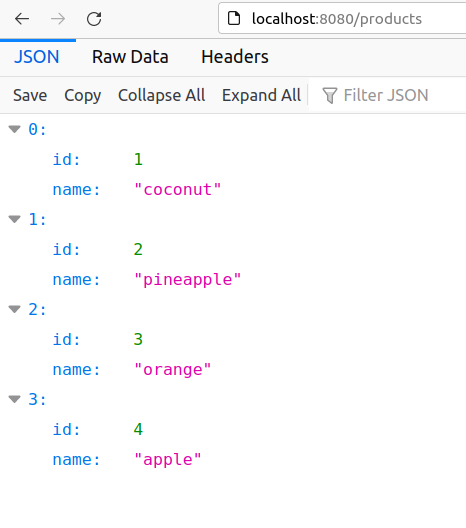 localhost:8080/products
JSON Raw Data Headers
Save Copy Collapse All Expand All Filter JSON
0:
id: 1
name: "coconut"
1:
id: 2
name: "pineapple"
2:
id: 3
name: "orange"
3:
id: 4
name: "apple"